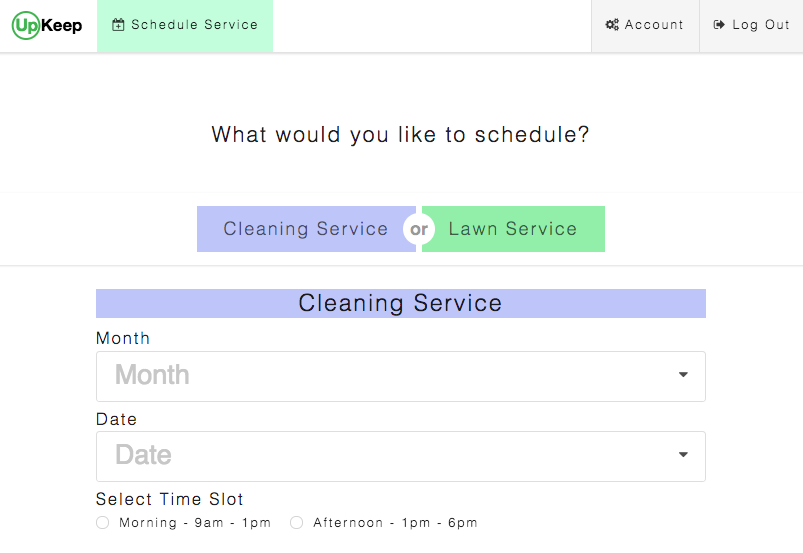 UpKeep Schedule Service Account Log Out
What would you like to schedule?
Cleaning Service or Lawn Service
Cleaning Service
Month
Month
Date
Date
Select Time Slot
Morning - 9am - 1pm Afternoon - 1pm - 6pm